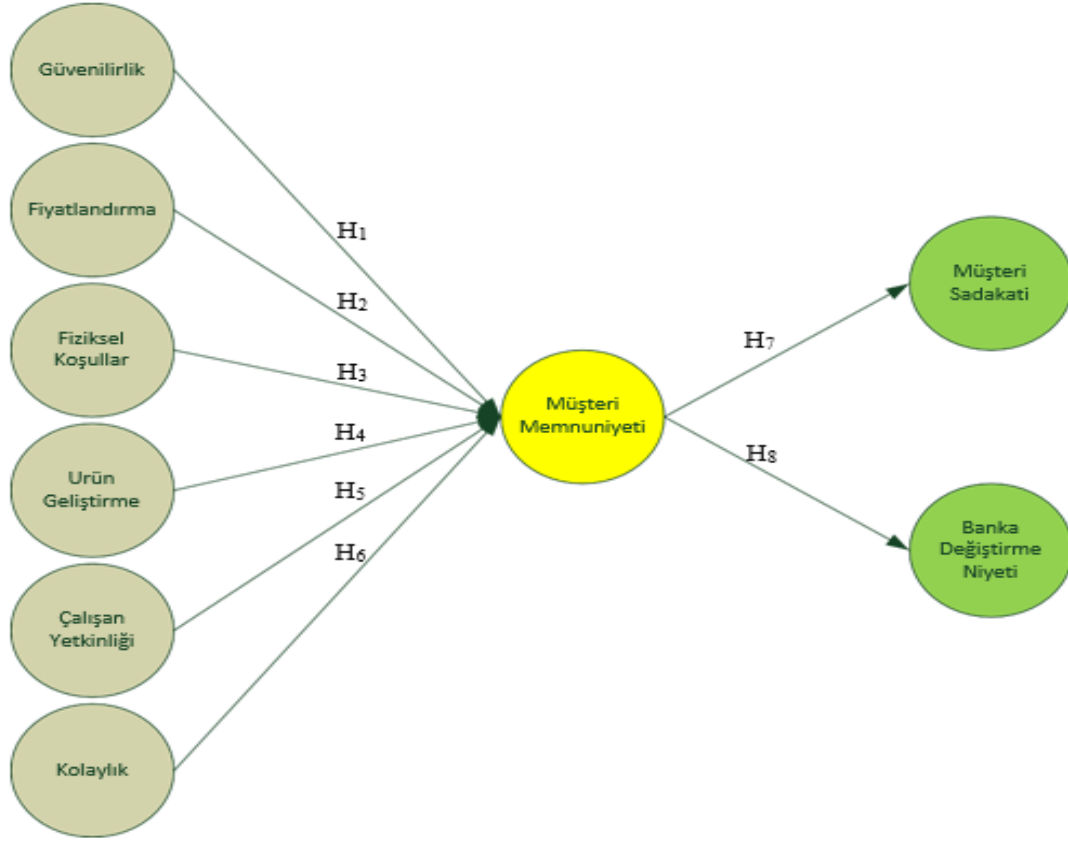 Güvenilirlik
Fiyatlandırma
Fiziksel
Koşullar
Ürün
Geliştirme
Çalışan
Yetkinliği
Kolaylık
H1
H2
H3
H4
H5
H6
Müşteri
Memnuniyeti
H7
H8
Müşteri
Sadakati
Banka
Değiştirme
Niyeti